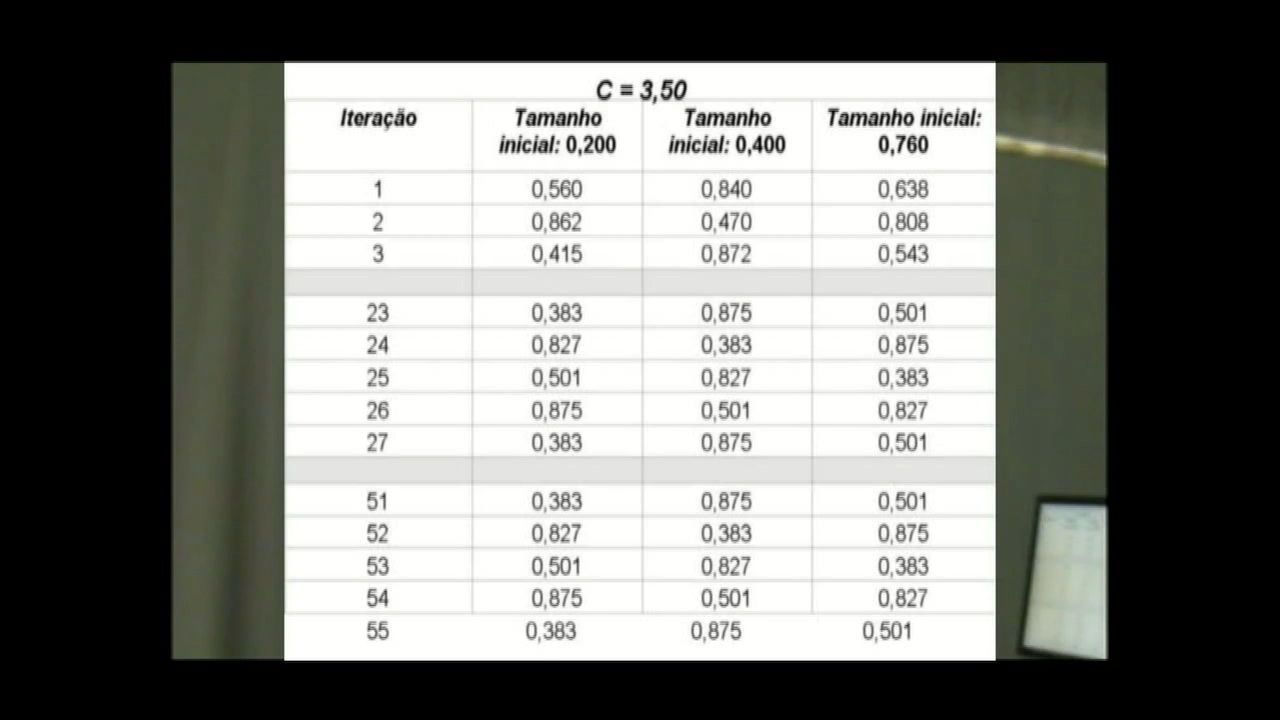 C = 3,50
Iteração Tamanho inicial: 0,200 Tamanho inicial: 0,400 Tamanho inicial: 0,760
1 0,560 0,840 0,638
2 0,862 0,470 0,808
3 0,415 0,872 0,543
23 0,383 0,875 0,501
24 0,827 0,383 0,875
25 0,501 0,827 0,383
26 0,875 0,501 0,827
27 0,383 0,875 0,501
51 0,383 0,875 0,501
52 0,827 0,383 0,875
53 0,501 0,827 0,383
54 0,875 0,501 0,827
55 0,383 0,875 0,501